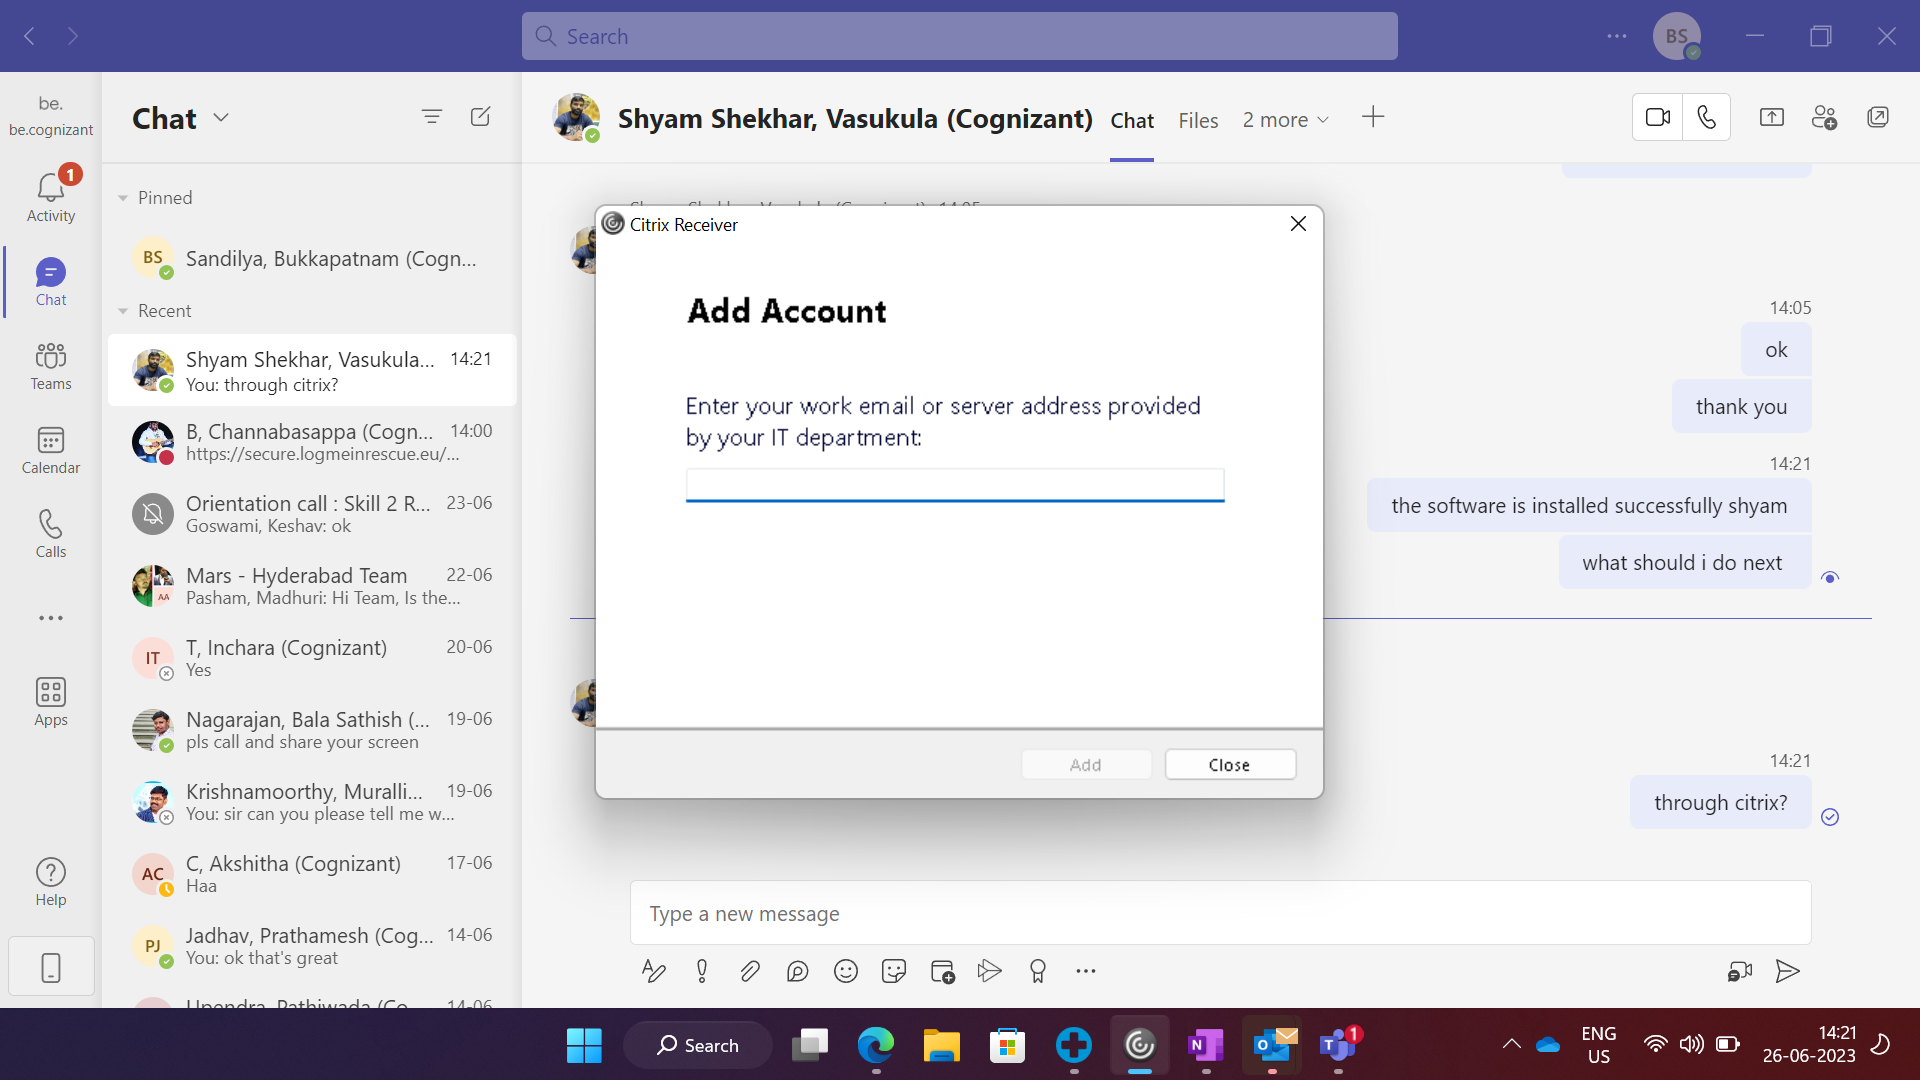 Search
BS
be.
be.cognizant
1
Activity
Chat
Teams
Calendar
Calls
Apps
Help
Chat
Pinned
BS
Sandilya, Bukkapatnam (Cogn...
Recent
Shyam Shekhar, Vasukula... 14:21
You: through citrix?
B, Channabasappa (Cogn... 14:00
https://secure.logmeinrescue.eu/...
Orientation call : Skill 2 R... 23-06
Goswami, Keshav: ok
Mars - Hyderabad Team 22-06
AA
Pasham, Madhuri: Hi Team, Is the...
IT
T, Inchara (Cognizant) 20-06
Yes
Nagarajan, Bala Sathish (... 19-06
pls call and share your screen
Krishnamoorthy, Muralli... 19-06
You: sir can you please tell me w...
AC
C, Akshitha (Cognizant) 17-06
Haa
PJ
Jadhav, Prathamesh (Cog... 14-06
You: ok that's great
Upendra, Pathiwada (Co... 14-06
Shyam Shekhar, Vasukula (Cognizant) Chat Files 2 more
Shyam Shekhar, Vasukula (Cognizant) 14:05
14:05
ok
thank you
14:21
the software is installed successfully shyam
what should i do next
14:21
through citrix?
Type a new message
Citrix Receiver
Add Account
Enter your work email or server address provided
by your IT department:
Add Close
Search
N
O
T
1
ENG
US
14:21
26-06-2023